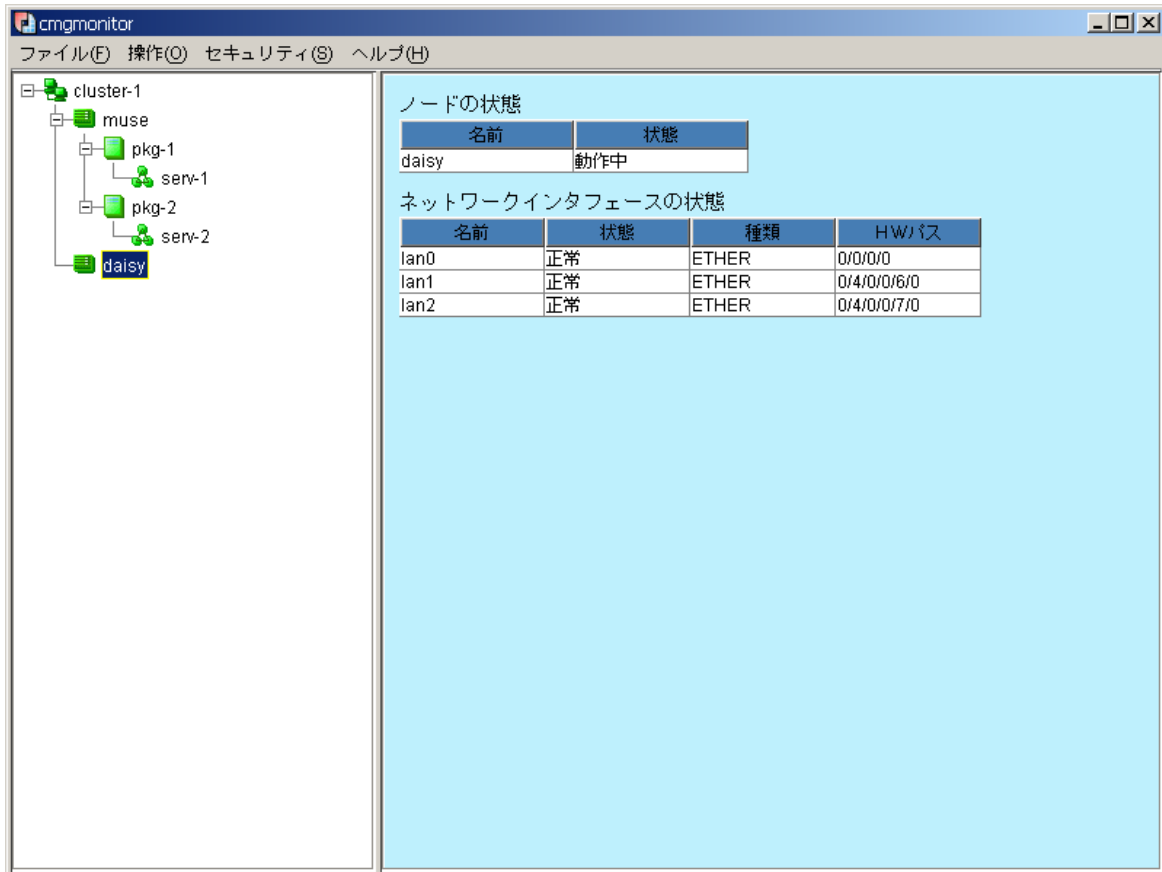 cmgmonitor
ファイル(F) 操作(O) セキュリティ(S) ヘルプ(H)
cluster-1
muse
pkg-1
serv-1
pkg-2
serv-2
daisy
ノードの状態
名前 状態
daisy 動作中
ネットワークインタフェースの状態
名前 状態 種類 HWパス
lan0 正常 ETHER 0/0/0/0
lan1 正常 ETHER 0/4/0/0/6/0
lan2 正常 ETHER 0/4/0/0/7/0